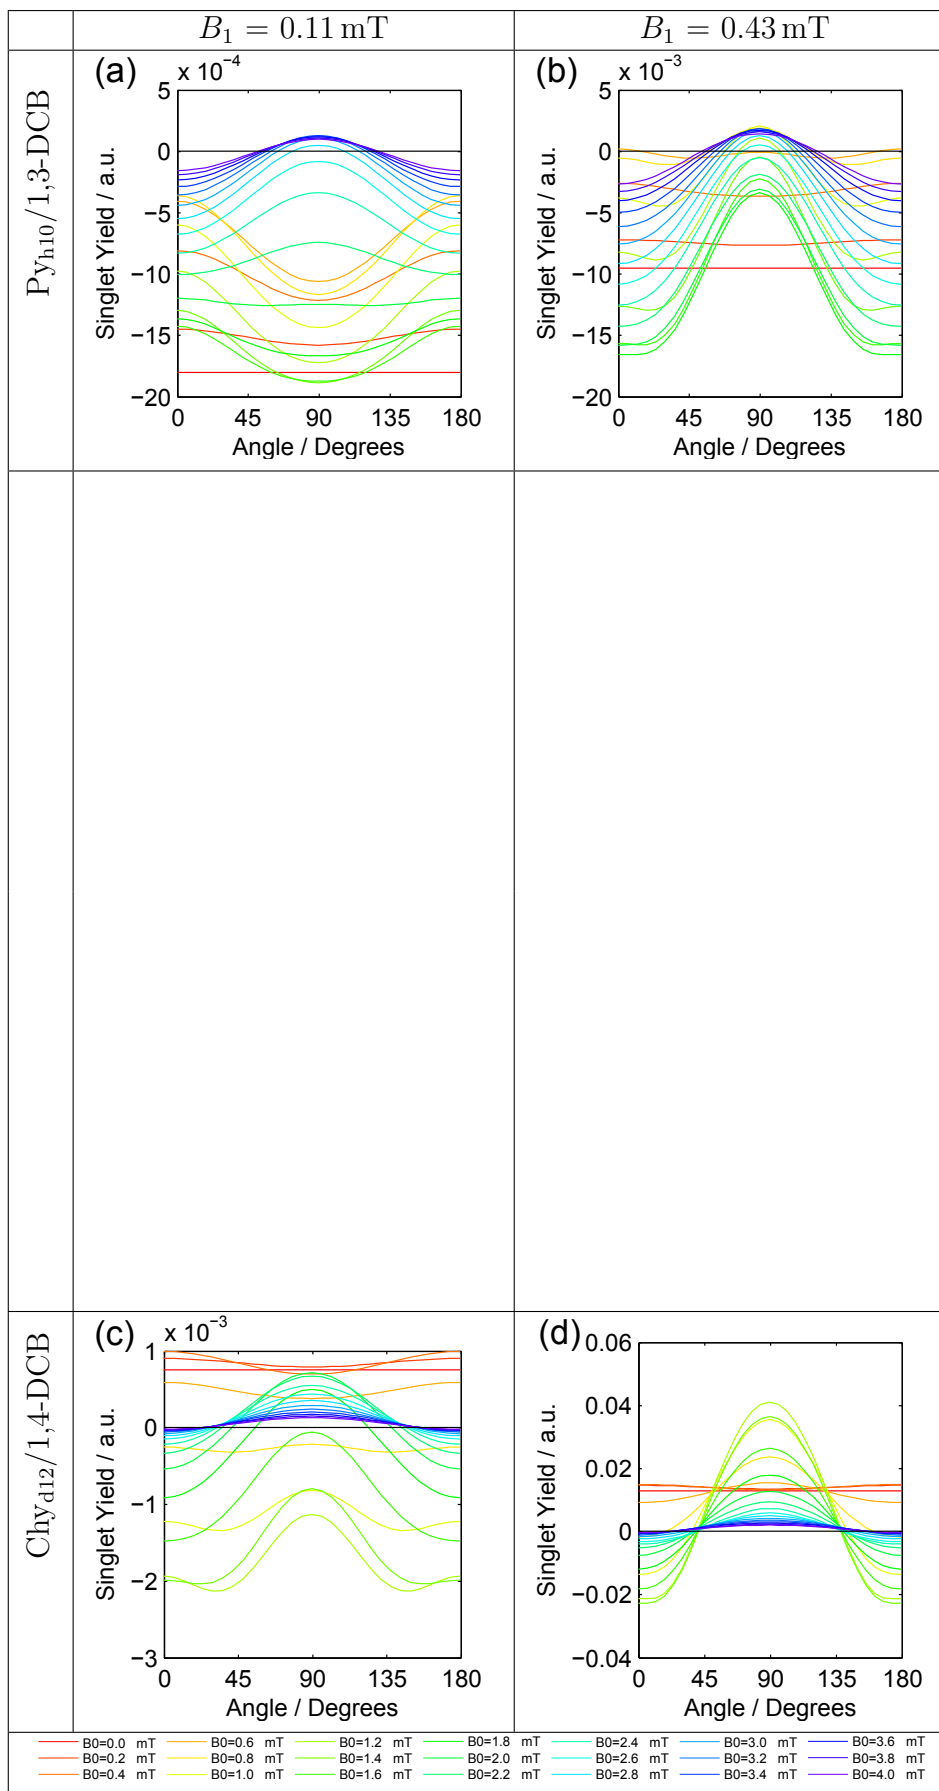 B₁ = 0.11 mT
B₁ = 0.43 mT
Py_h10/1,3-DCB
(a)
x 10⁻⁴
5
0
−5
−10
−15
−20
0 45 90 135 180
Singlet Yield / a.u.
Angle / Degrees
(b)
x 10⁻³
5
0
−5
−10
−15
−20
0 45 90 135 180
Singlet Yield / a.u.
Angle / Degrees
Chy_d12/1,4-DCB
(c)
x 10⁻³
1
0
−1
−2
−3
0 45 90 135 180
Singlet Yield / a.u.
Angle / Degrees
(d)
0.06
0.04
0.02
0
−0.02
−0.04
0 45 90 135 180
Singlet Yield / a.u.
Angle / Degrees
B0=0.0 mT B0=0.6 mT B0=1.2 mT B0=1.8 mT B0=2.4 mT B0=3.0 mT B0=3.6 mT
B0=0.2 mT B0=0.8 mT B0=1.4 mT B0=2.0 mT B0=2.6 mT B0=3.2 mT B0=3.8 mT
B0=0.4 mT B0=1.0 mT B0=1.6 mT B0=2.2 mT B0=2.8 mT B0=3.4 mT B0=4.0 mT